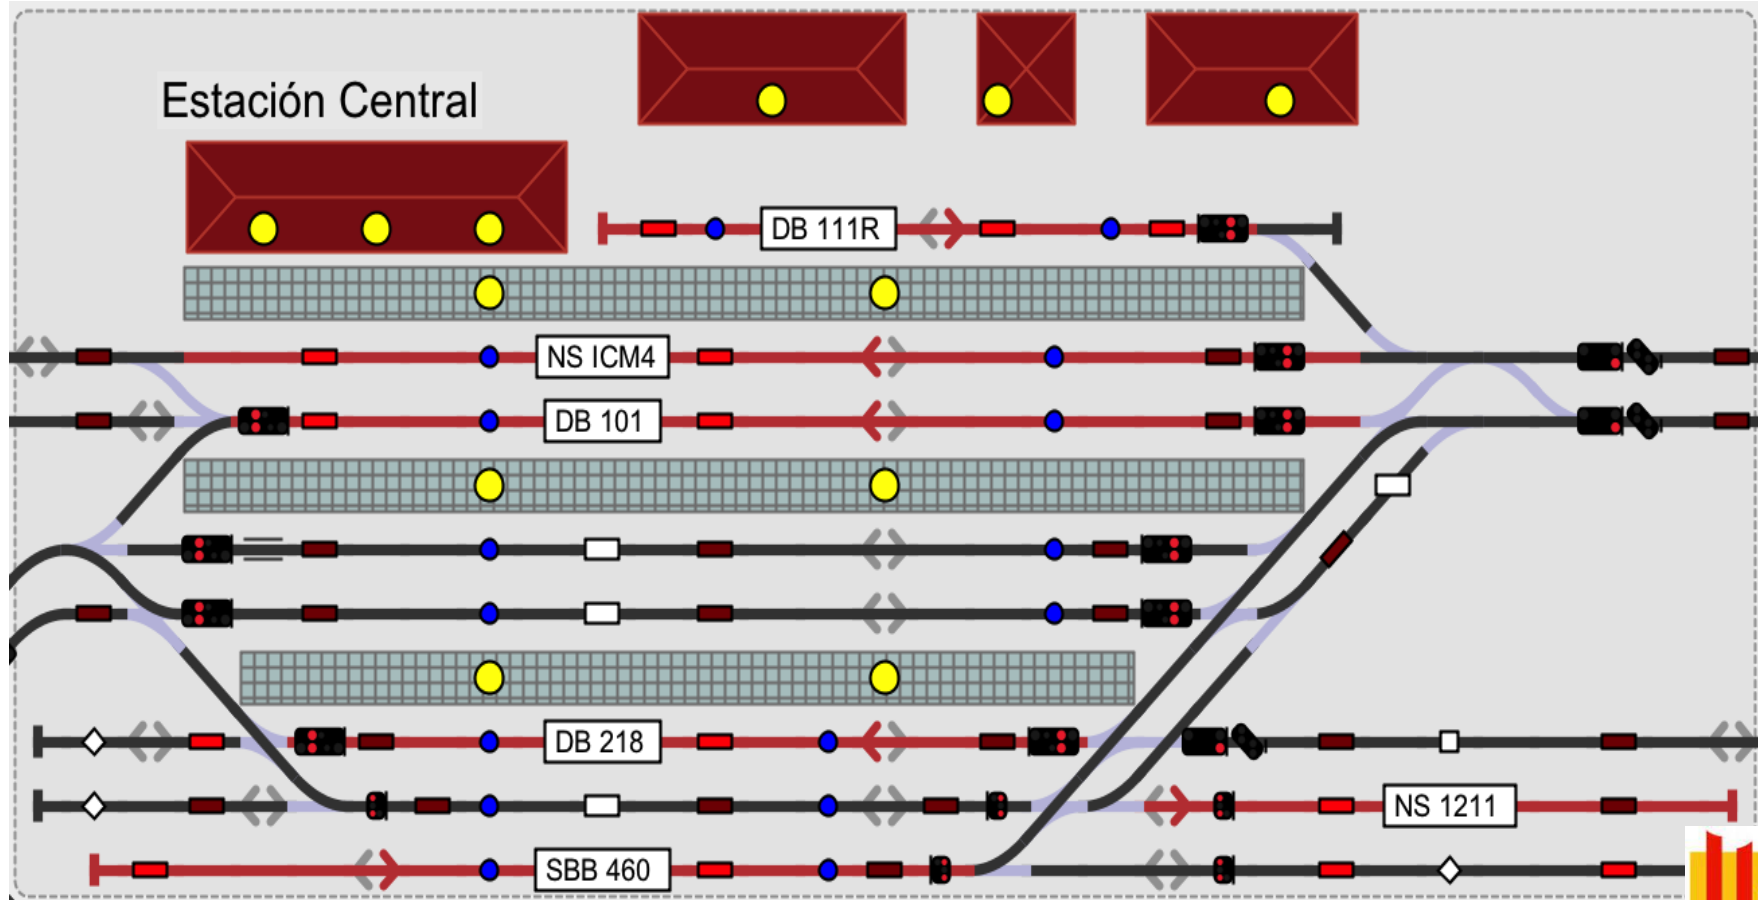 Estación Central
DB 111R
NS ICM4
DB 101
DB 218
NS 1211
SBB 460